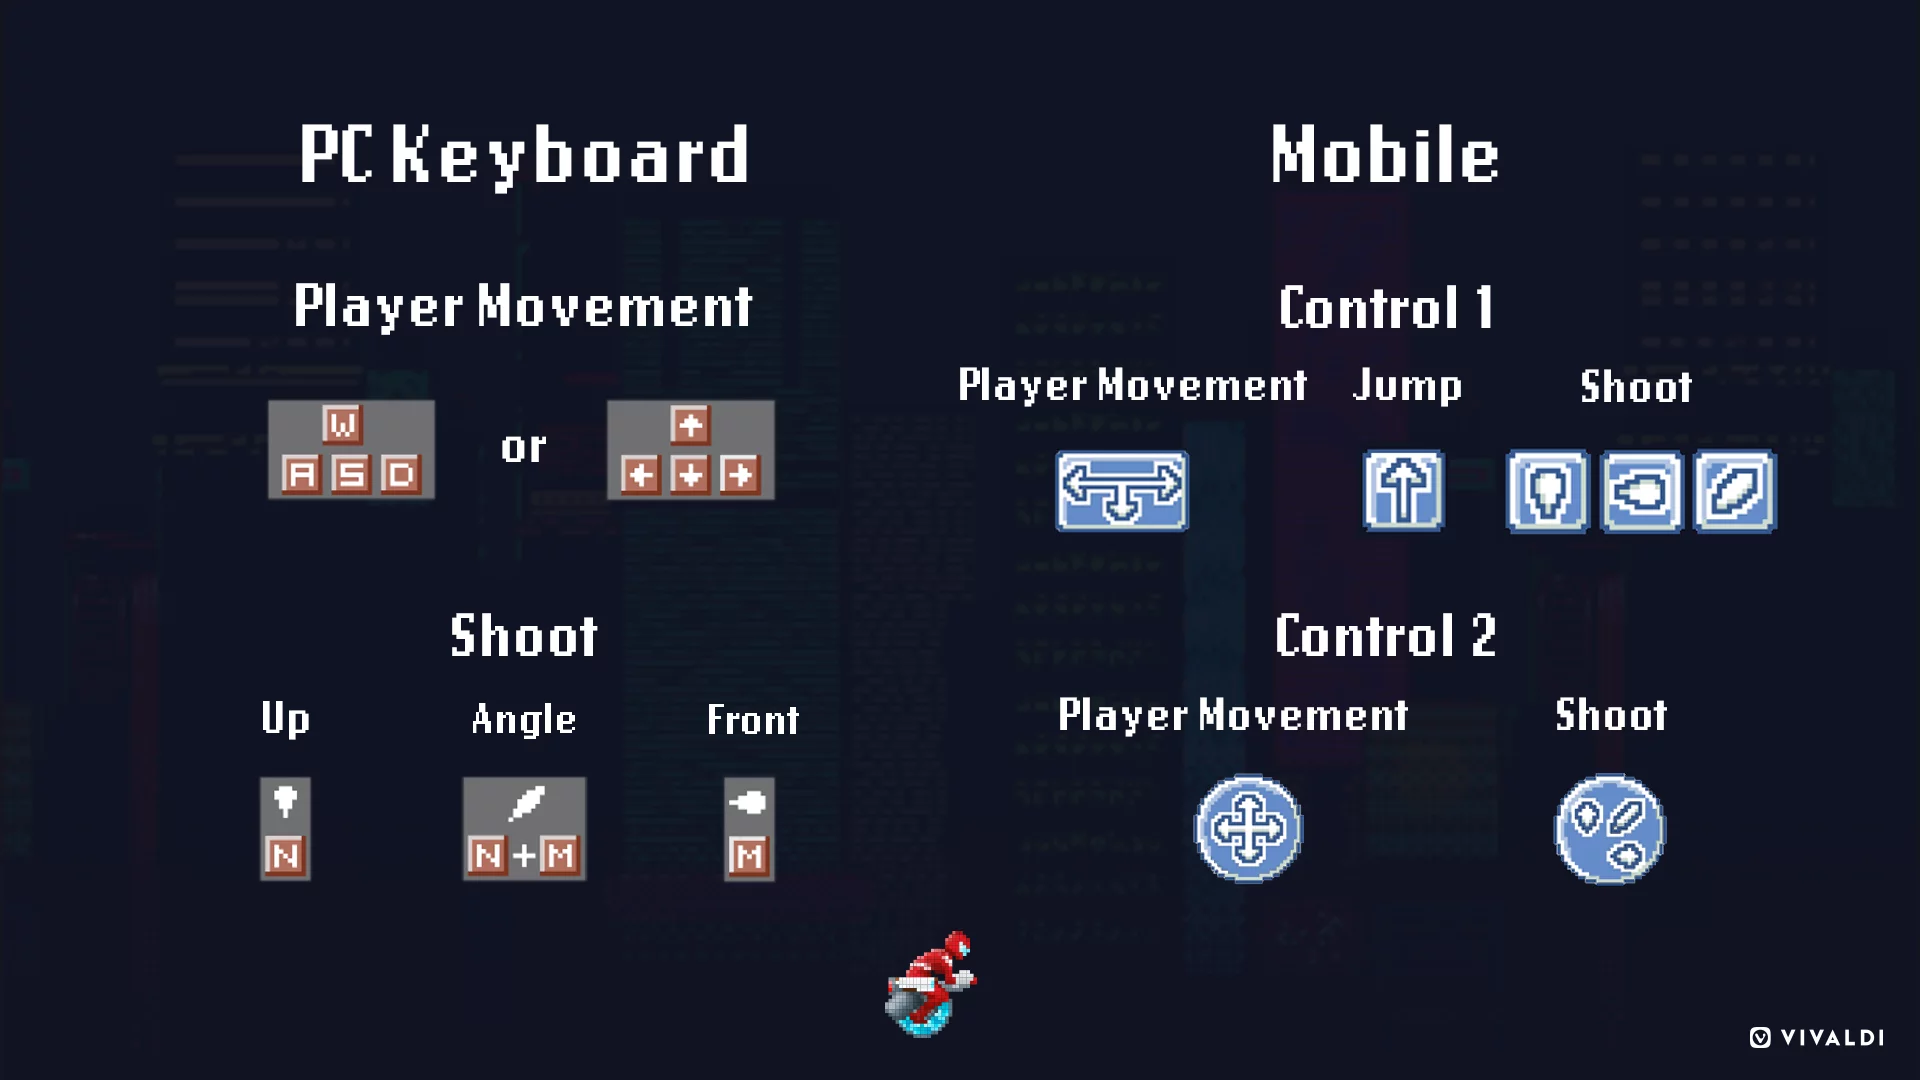 PC Keyboard
Player Movement
W
or
A S D
Shoot
Up Angle Front
N N + M M
Mobile
Control 1
Player Movement Jump Shoot
Control 2
Player Movement Shoot
VIVALDI